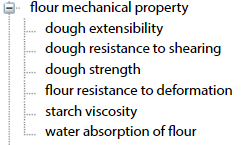 flour mechanical property
dough extensibility
dough resistance to shearing
dough strength
flour resistance to deformation
starch viscosity
water absorption of flour